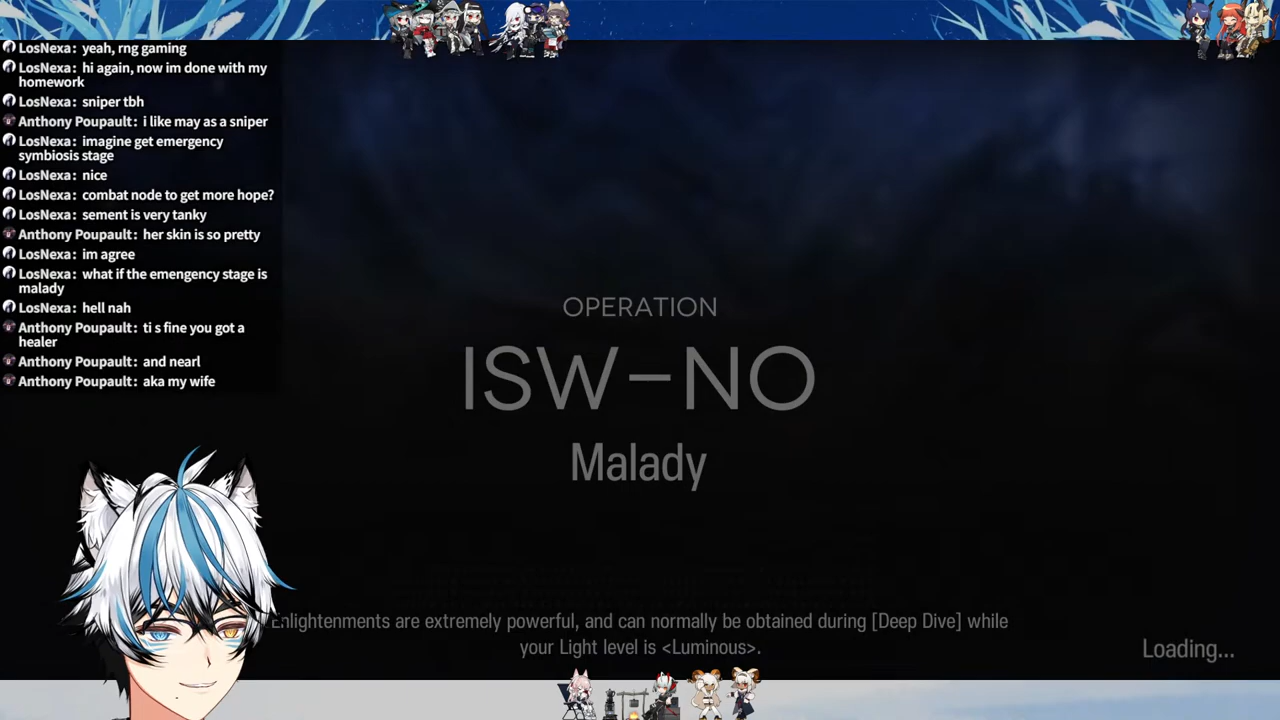 LosNexa: yeah, rng gaming
LosNexa: hi again, now im done with my
homework
LosNexa: sniper tbh
Anthony Poupault: i like may as a sniper
LosNexa: imagine get emergency
symbiosis stage
LosNexa: nice
LosNexa: combat node to get more hope?
LosNexa: sement is very tanky
Anthony Poupault: her skin is so pretty
LosNexa: im agree
LosNexa: what if the emengency stage is
malady
LosNexa: hell nah
Anthony Poupault: ti s fine you got a
healer
Anthony Poupault: and nearl
Anthony Poupault: aka my wife
OPERATION
ISW-NO
Malady
Enlightenments are extremely powerful, and can normally be obtained during [Deep Dive] while
your Light level is <Luminous>.
Loading...